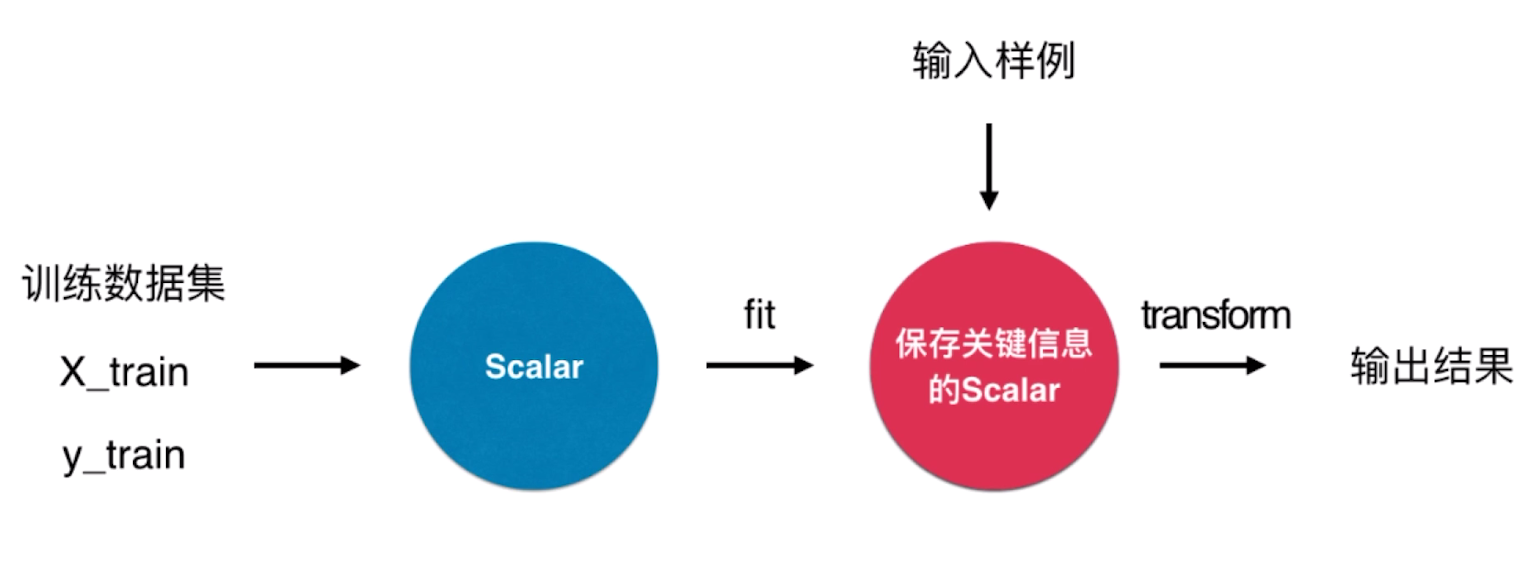 输入样例
训练数据集
X_train
y_train
Scalar
fit
保存关键信息
的Scalar
transform
输出结果